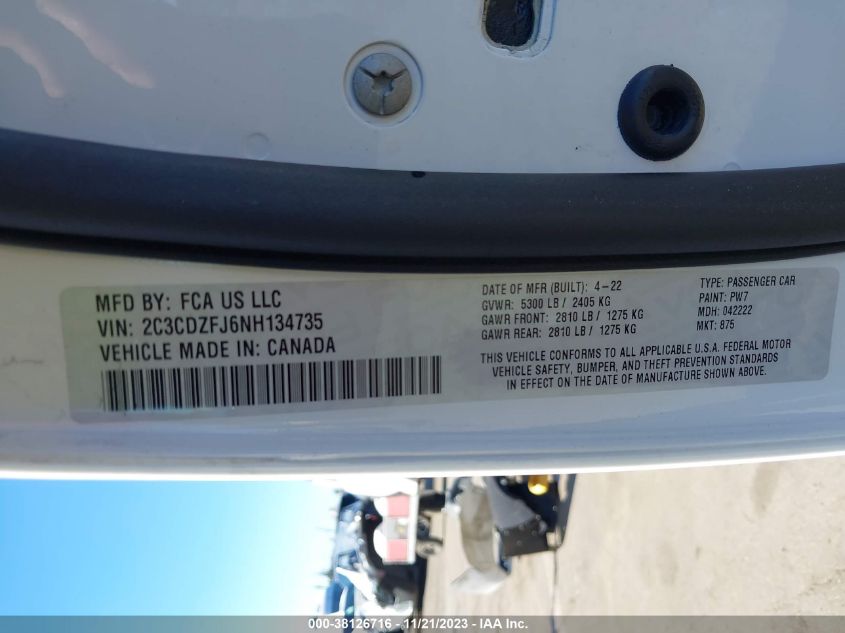 MFD BY: FCA US LLC
VIN: 2C3CDZFJ6NH134735
VEHICLE MADE IN: CANADA
DATE OF MFR (BUILT): 4-22
GVWR: 5300 LB / 2405 KG
GAWR FRONT: 2810 LB / 1275 KG
GAWR REAR: 2810 LB / 1275 KG
TYPE: PASSENGER CAR
PAINT: PW7
MDH: 042222
MKT: 875
THIS VEHICLE CONFORMS TO ALL APPLICABLE U.S.A. FEDERAL MOTOR
VEHICLE SAFETY, BUMPER, AND THEFT PREVENTION STANDARDS
IN EFFECT ON THE DATE OF MANUFACTURE SHOWN ABOVE.
000-38126716 - 11/21/2023 - IAA Inc.